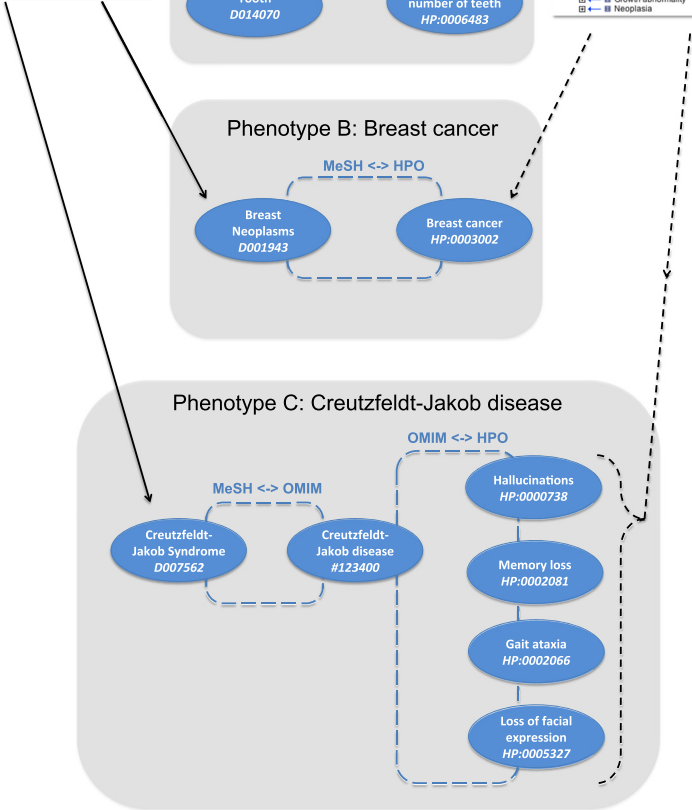 D014070
number of teeth
HP:0006483
Growth abnormality
Neoplasia
Phenotype B: Breast cancer
MeSH <-> HPO
Breast
Neoplasms
D001943
Breast cancer
HP:0003002
Phenotype C: Creutzfeldt-Jakob disease
OMIM <-> HPO
MeSH <-> OMIM
Hallucinations
HP:0000738
Creutzfeldt-
Jakob Syndrome
D007562
Creutzfeldt-
Jakob disease
#123400
Memory loss
HP:0002081
Gait ataxia
HP:0002066
Loss of facial
expression
HP:0005327